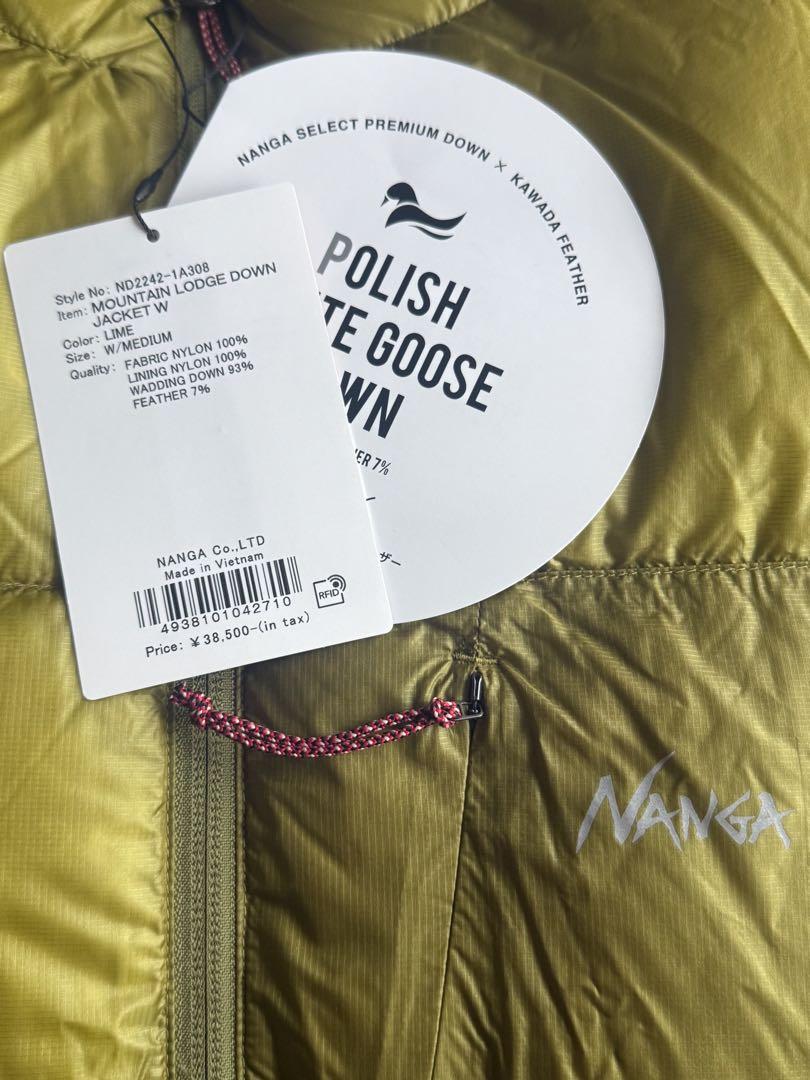 NANGA SELECT PREMIUM DOWN × KAWADA FEATHER
POLISH
TE GOOSE
WN
ER 7%
ザー
Style No: ND2242-1A308
Item: MOUNTAIN LODGE DOWN
JACKET W
Color: LIME
Size: W/MEDIUM
Quality: FABRIC NYLON 100%
LINING NYLON 100%
WADDING DOWN 93%
FEATHER 7%
NANGA Co.,LTD
Made in Vietnam
4938101042710
RFID
Price: ¥38,500-(in tax)
NANGA